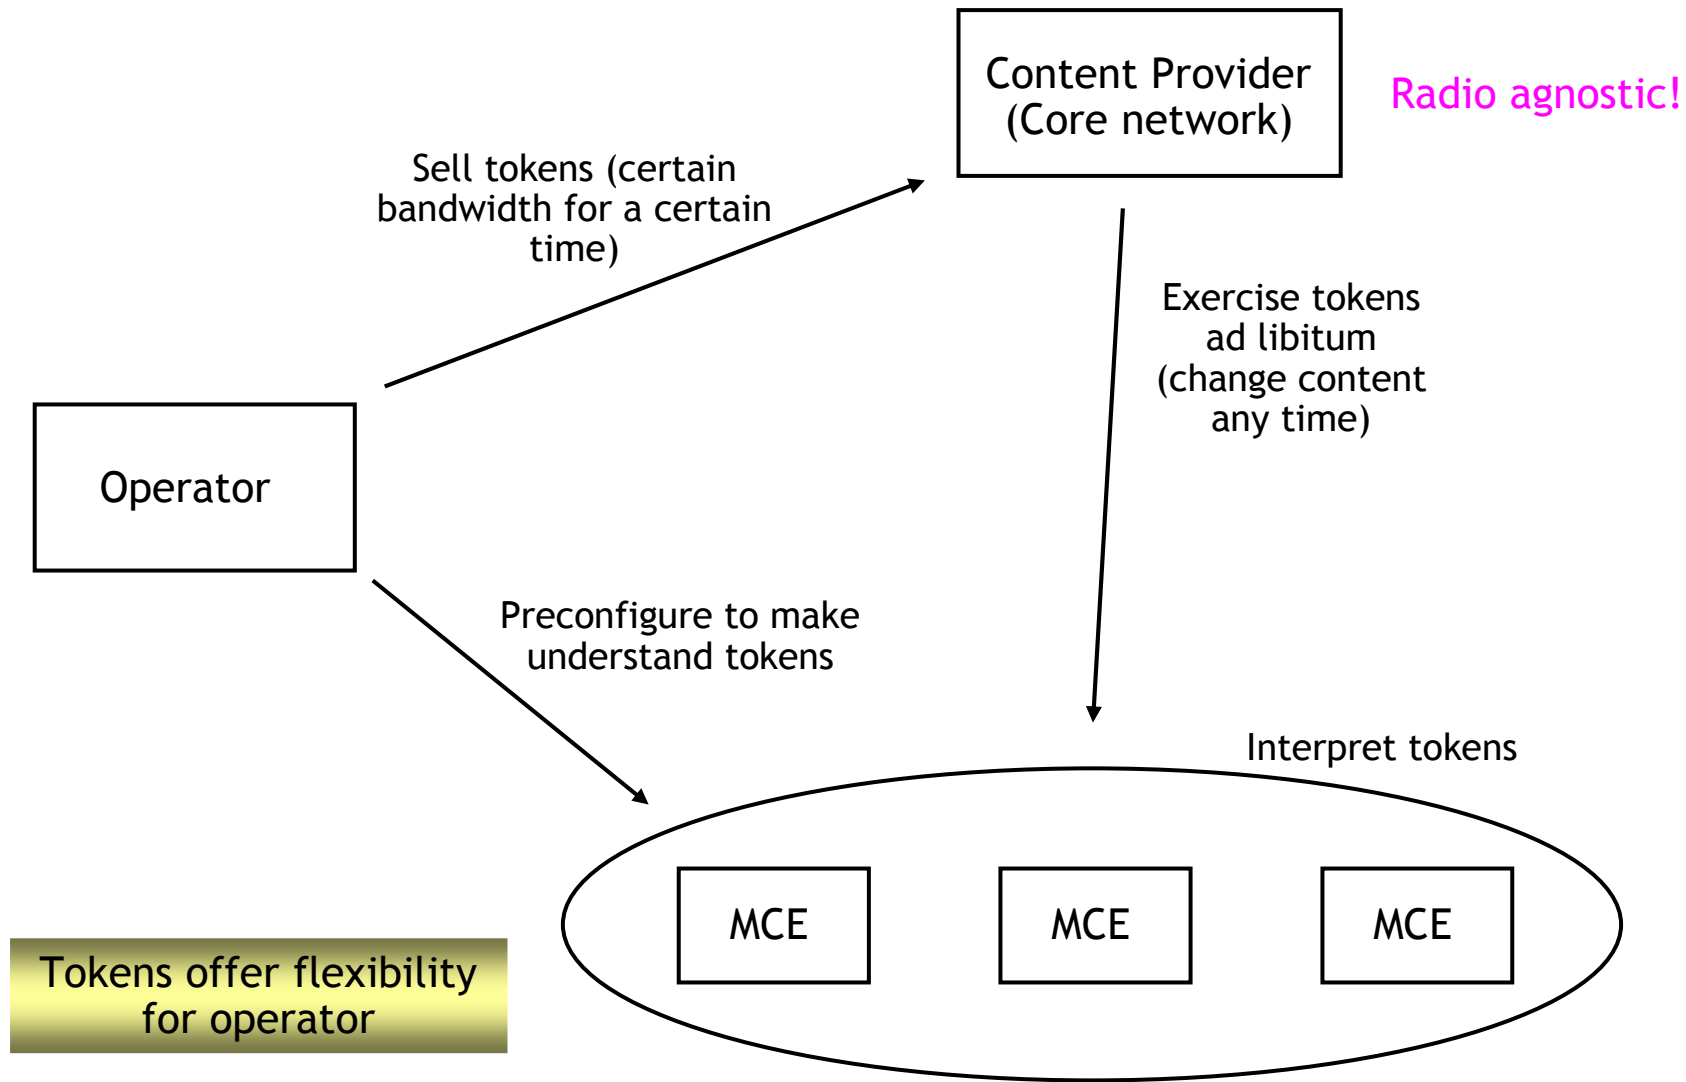 Content Provider
(Core network)
Radio agnostic!
Sell tokens (certain
bandwidth for a certain
time)
Exercise tokens
ad libitum
(change content
any time)
Operator
Preconfigure to make
understand tokens
Interpret tokens
MCE
MCE
MCE
Tokens offer flexibility
for operator